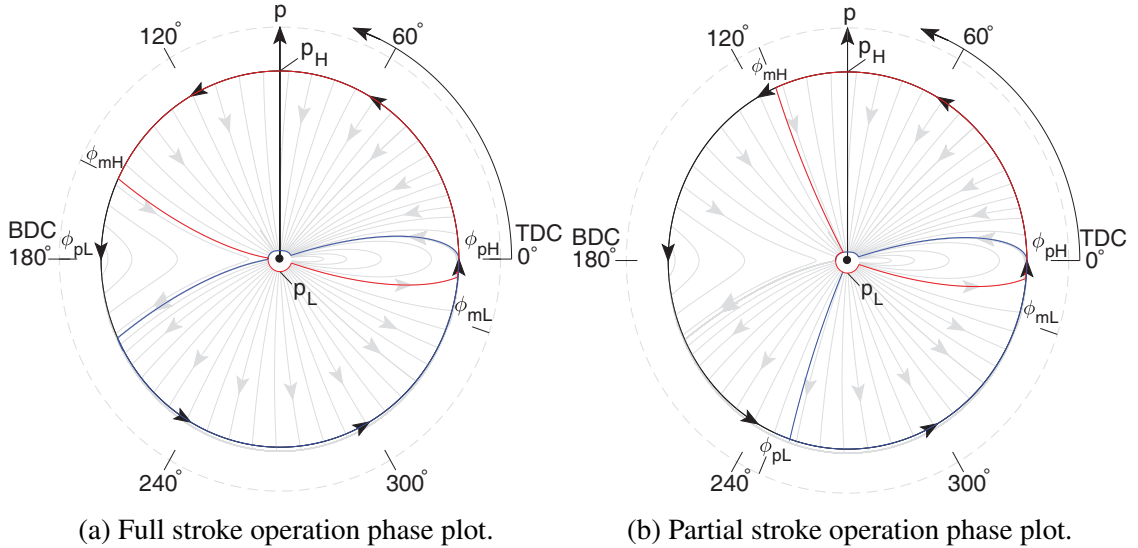 p
120°
60°
p_H
ϕ_mH
BDC
180°
ϕ_pL
ϕ_pH
TDC
0°
p_L
ϕ_mL
240°
300°
(a) Full stroke operation phase plot.
p
120°
60°
ϕ_mH
p_H
BDC
180°
ϕ_pH
TDC
0°
p_L
ϕ_mL
ϕ_pL
240°
300°
(b) Partial stroke operation phase plot.